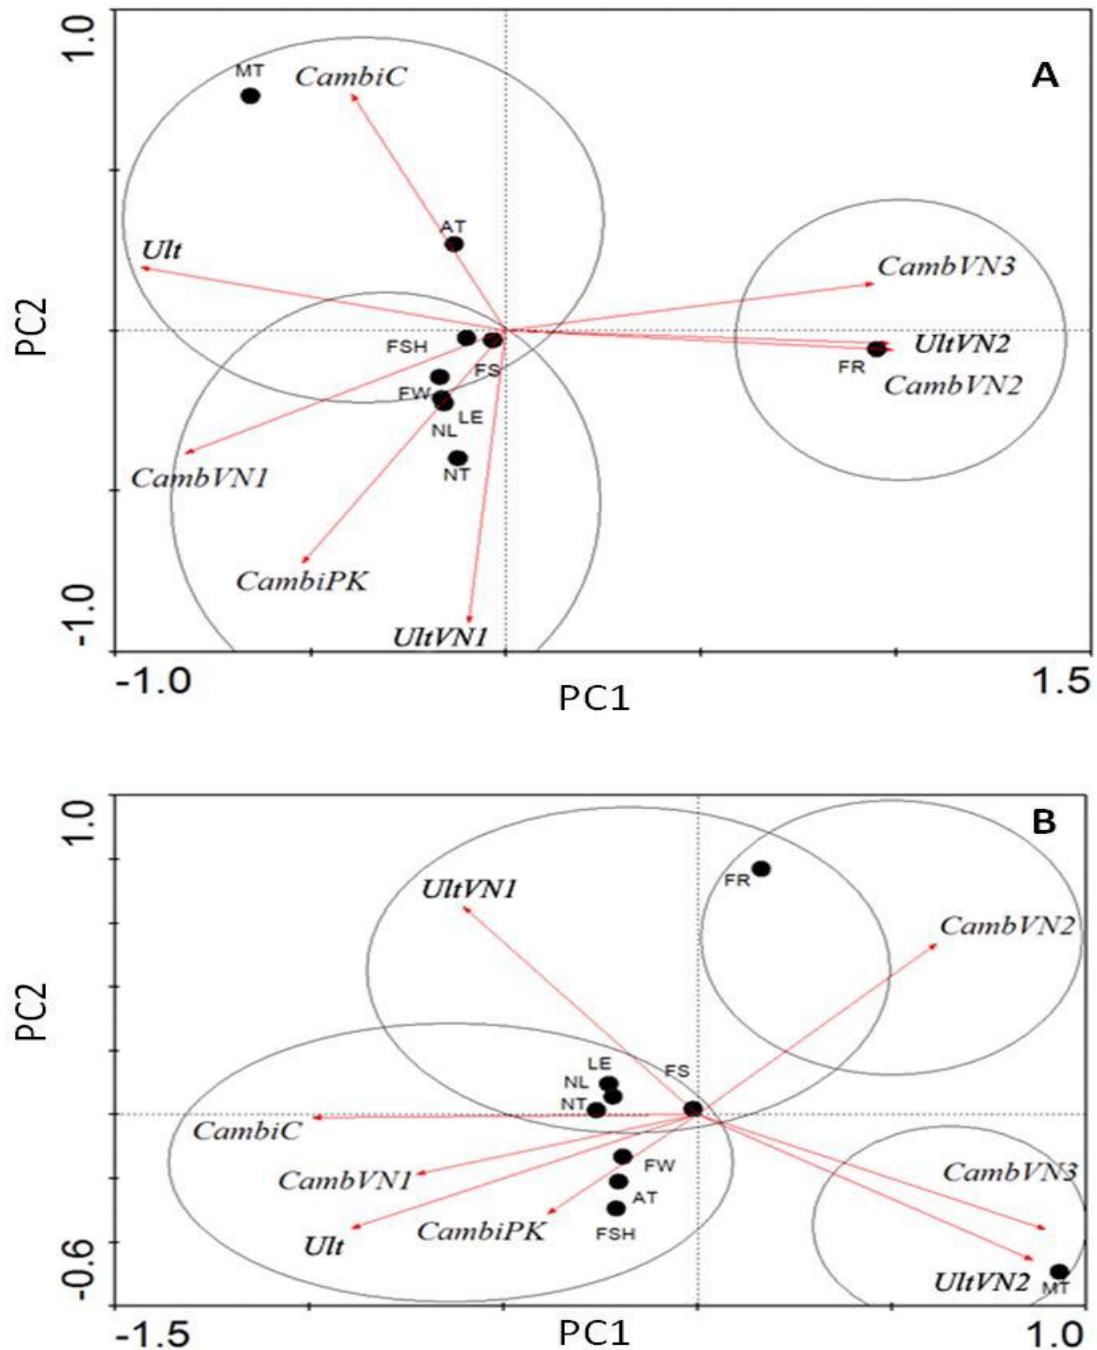 1.0
A
MT
CambiC
AT
Ult
CambVN3
PC2
UltVN2
FSH
FS
FR
CambVN2
FW
LE
NL
CambVN1
NT
CambiPK
-1.0
UltVN1
-1.0
PC1
1.5
1.0
B
FR
UltVN1
CambVN2
PC2
LE
FS
NL
NT
CambiC
FW
CambVN3
CambVN1
AT
CambiPK
FSH
Ult
-0.6
UltVN2
MT
-1.5
PC1
1.0